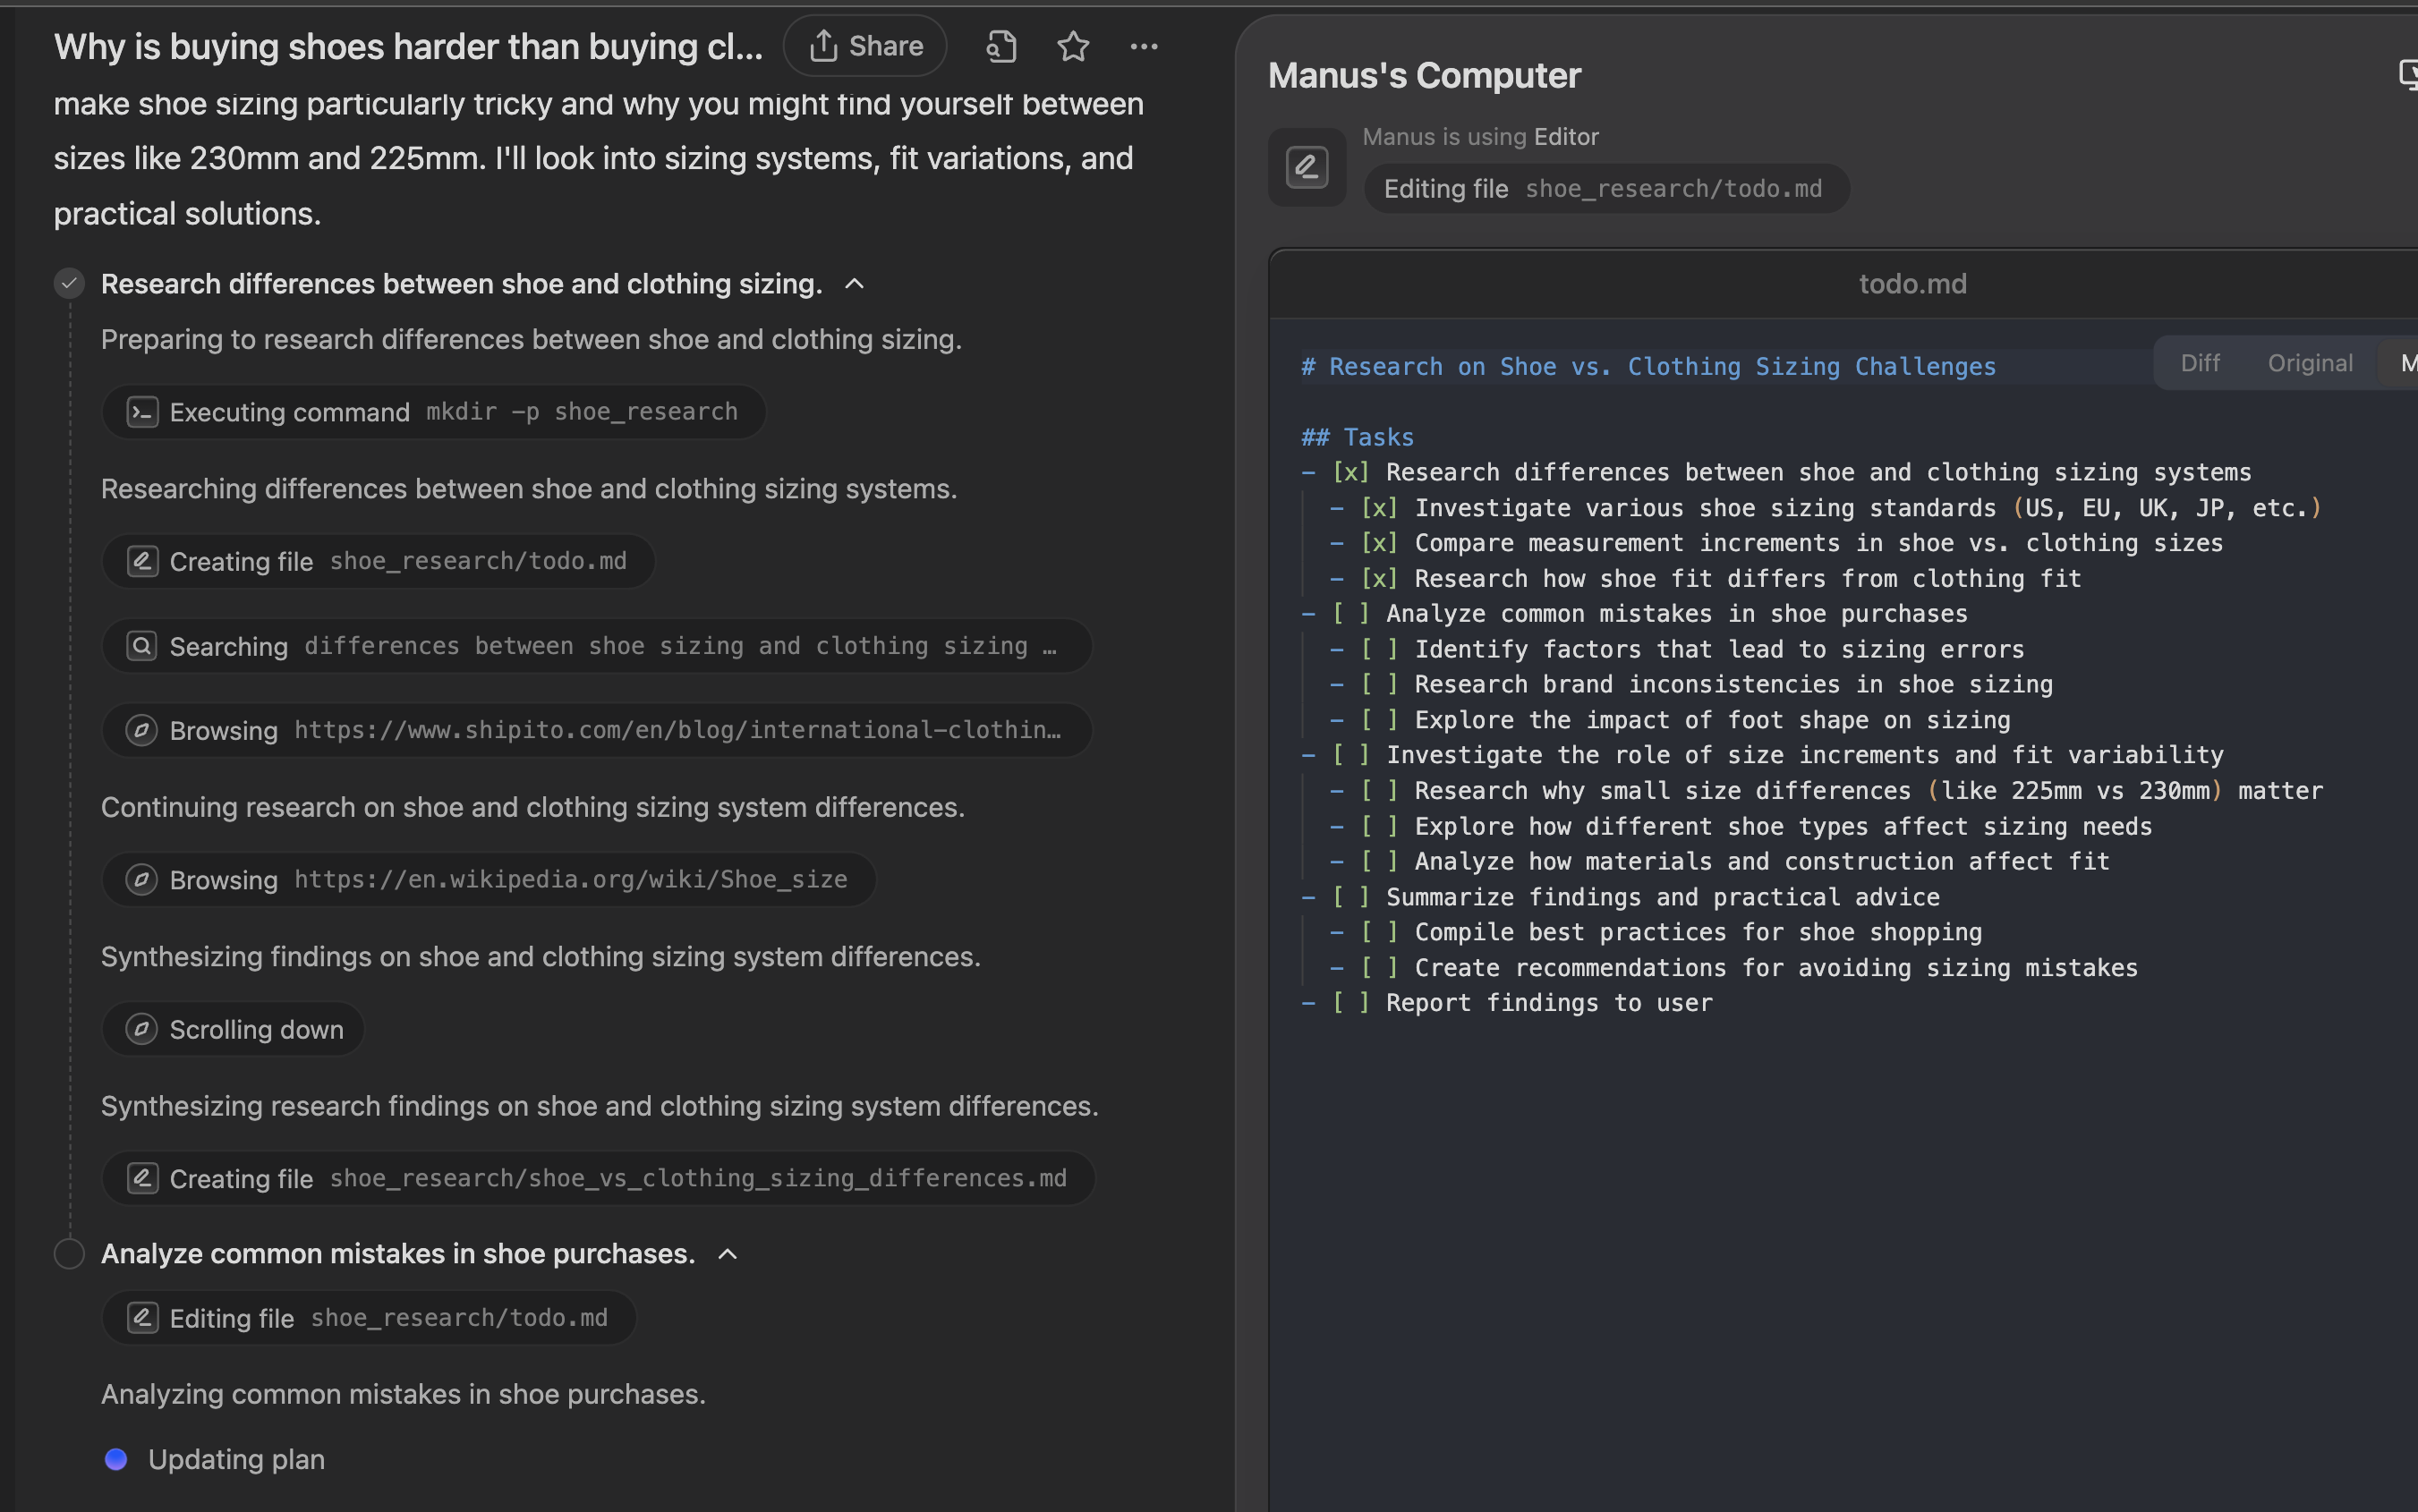 Why is buying shoes harder than buying cl...
Share
make shoe sizing particularly tricky and why you might find yourself between
sizes like 230mm and 225mm. I'll look into sizing systems, fit variations, and
practical solutions.
Research differences between shoe and clothing sizing.
Preparing to research differences between shoe and clothing sizing.
Executing command mkdir -p shoe_research
Researching differences between shoe and clothing sizing systems.
Creating file shoe_research/todo.md
Searching differences between shoe sizing and clothing sizing …
Browsing https://www.shipito.com/en/blog/international-clothin…
Continuing research on shoe and clothing sizing system differences.
Browsing https://en.wikipedia.org/wiki/Shoe_size
Synthesizing findings on shoe and clothing sizing system differences.
Scrolling down
Synthesizing research findings on shoe and clothing sizing system differences.
Creating file shoe_research/shoe_vs_clothing_sizing_differences.md
Analyze common mistakes in shoe purchases.
Editing file shoe_research/todo.md
Analyzing common mistakes in shoe purchases.
Updating plan
Manus's Computer
Manus is using Editor
Editing file shoe_research/todo.md
todo.md
Diff Original M
# Research on Shoe vs. Clothing Sizing Challenges
## Tasks
- [x] Research differences between shoe and clothing sizing systems
- [x] Investigate various shoe sizing standards (US, EU, UK, JP, etc.)
- [x] Compare measurement increments in shoe vs. clothing sizes
- [x] Research how shoe fit differs from clothing fit
- [ ] Analyze common mistakes in shoe purchases
- [ ] Identify factors that lead to sizing errors
- [ ] Research brand inconsistencies in shoe sizing
- [ ] Explore the impact of foot shape on sizing
- [ ] Investigate the role of size increments and fit variability
- [ ] Research why small size differences (like 225mm vs 230mm) matter
- [ ] Explore how different shoe types affect sizing needs
- [ ] Analyze how materials and construction affect fit
- [ ] Summarize findings and practical advice
- [ ] Compile best practices for shoe shopping
- [ ] Create recommendations for avoiding sizing mistakes
- [ ] Report findings to user